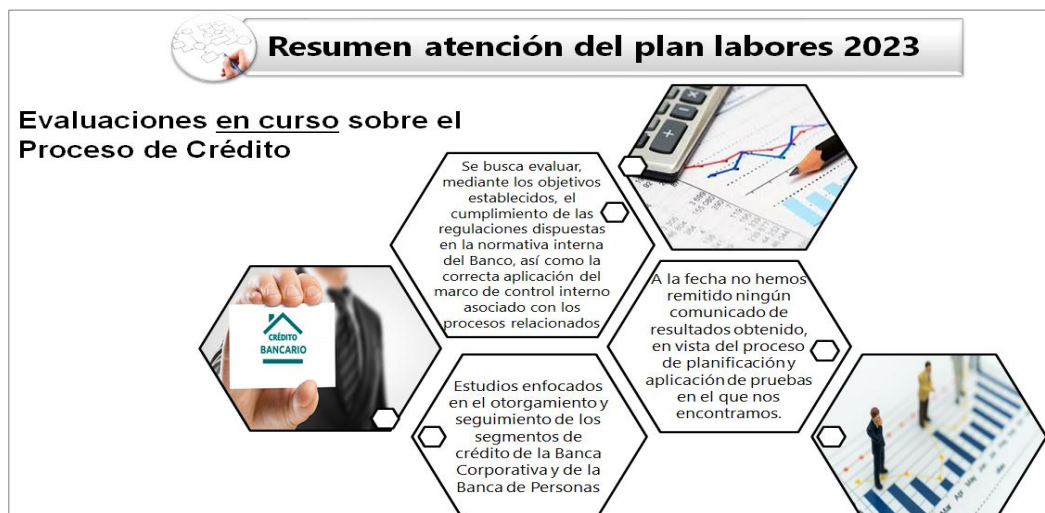 Resumen atención del plan labores 2023
Evaluaciones en curso sobre el
Proceso de Crédito
Se busca evaluar,
mediante los objetivos
establecidos, el
cumplimiento de las
regulaciones dispuestas
en la normativa interna
del Banco, así como la
correcta aplicación del
marco de control interno
asociado con los
procesos relacionados
A la fecha no hemos
remitido ningún
comunicado de
resultados obtenido,
en vista del proceso
de planificación y
aplicación de pruebas
en el que nos
encontramos.
CRÉDITO
BANCARIO
Estudios enfocados
en el otorgamiento y
seguimiento de los
segmentos de
crédito de la Banca
Corporativa y de la
Banca de Personas